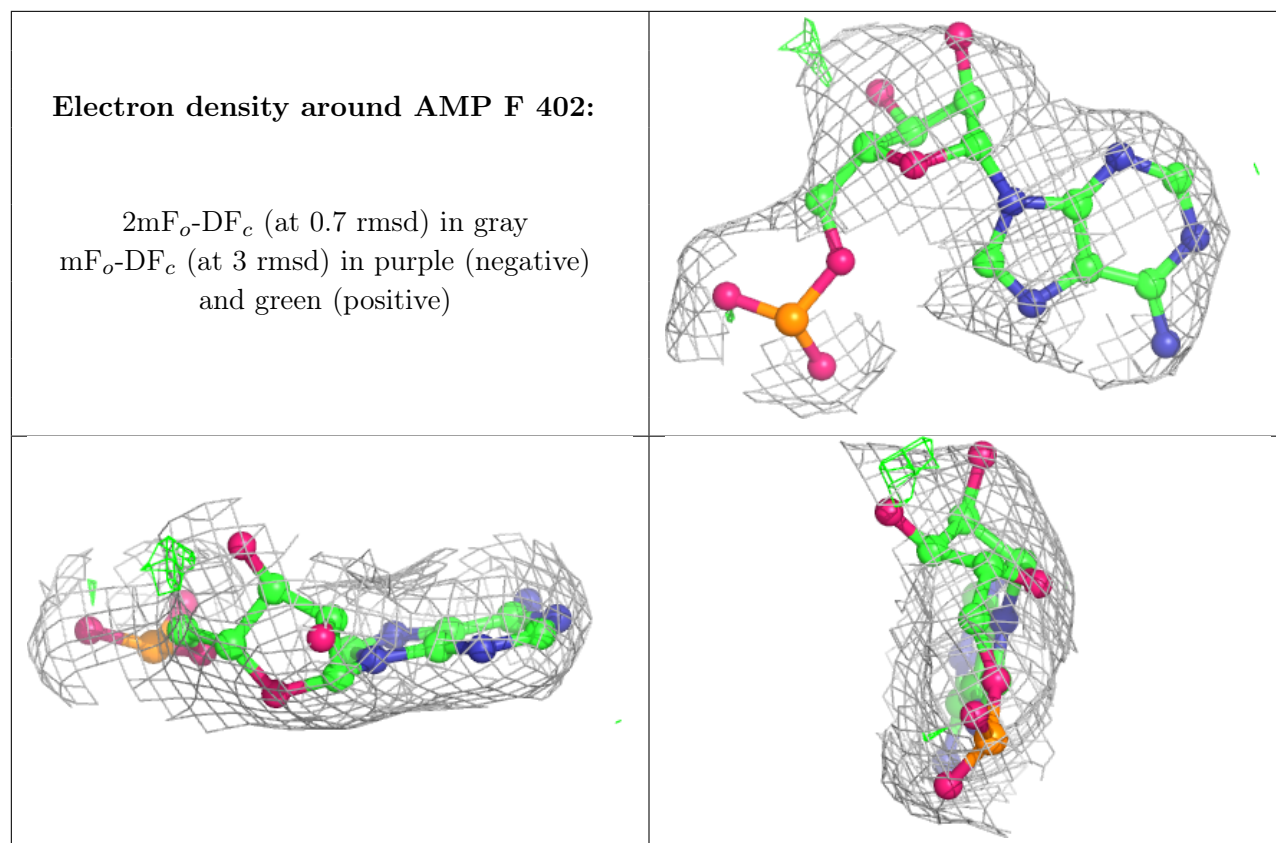 Electron density around AMP F 402:
2mFo-DFc (at 0.7 rmsd) in gray
mFo-DFc (at 3 rmsd) in purple (negative)
and green (positive)